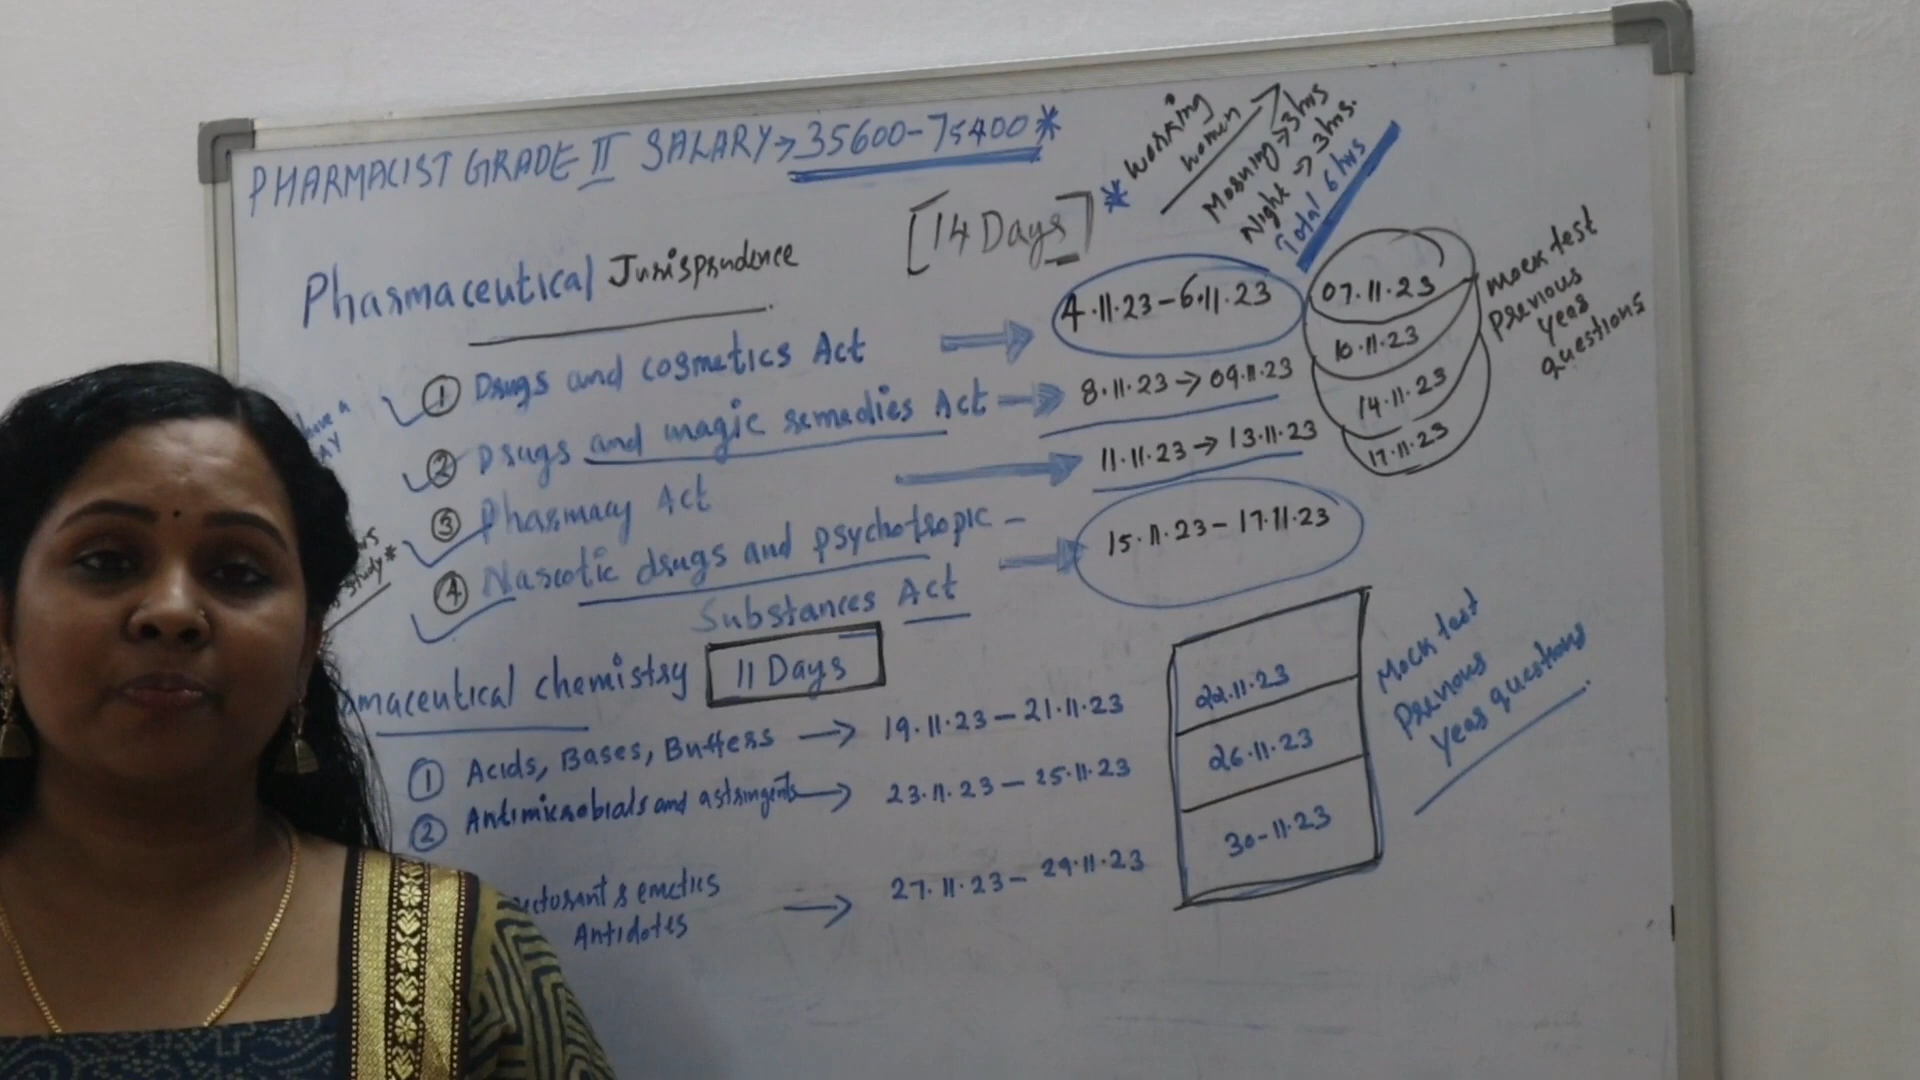 PHARMACIST GRADE II SALARY → 35600-75400*
[14 Days]
* Working
women
Morning → 3hrs
Night → 3hrs.
Total 6 hrs
Pharmaceutical Jurisprudence
① Drugs and cosmetics Act
4.11.23-6.11.23
② Drugs and magic remedies Act
8.11.23 → 09.11.23
③ Pharmacy Act
11.11.23 → 13.11.23
④ Narcotic drugs and psychotropic -
Substances Act
15.11.23 - 17.11.23
07.11.23
10.11.23
14.11.23
17.11.23
mock test
previous
year
questions
have a
AY
study*
maceutical chemistry
11 Days
① Acids, Bases, Buffers → 19.11.23 - 21.11.23
② Antimicrobials and astringents → 23.11.23 - 25.11.23
ctorants emetics → 27.11.23 - 29.11.23
Antidotes
22.11.23
26.11.23
30-11.23
Mock test
Previous
year questions